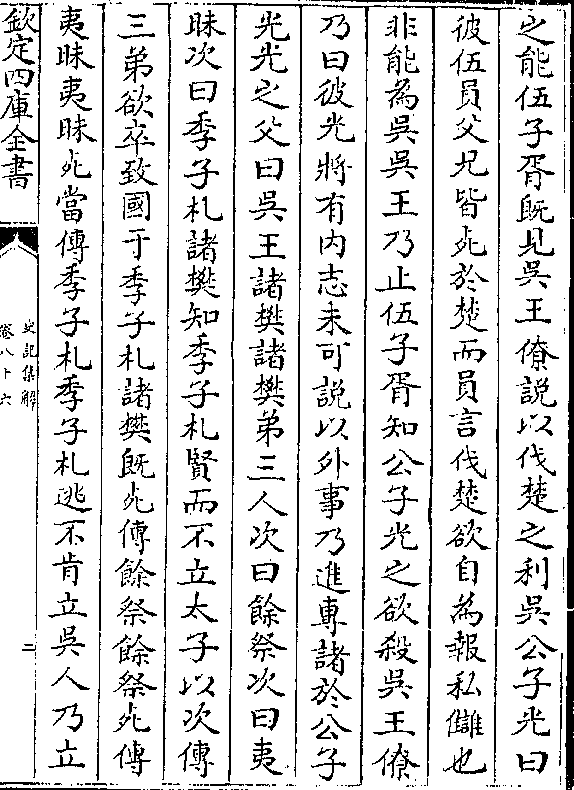 之能伍子胥既見吳王僚說以伐楚之利吳公子光曰
彼伍員父兄皆死於楚而員言伐楚欲自為報私讎也
非能為吳吳王乃止伍子胥知公子光之欲殺吳王僚
乃曰彼光將有內志未可說以外事乃進專諸於公子
光光之父曰吳王諸樊諸樊弟三人次曰餘祭次曰夷
眛次曰季子札諸樊知季子札賢而不立太子以次傳
三弟欲卒致國于季子札諸樊既死傳餘祭餘祭死傳
夷眛夷眛死當傳季子札季子札逃不肯立吳人乃立
欽定四庫全書
史記集解
卷八十六
二